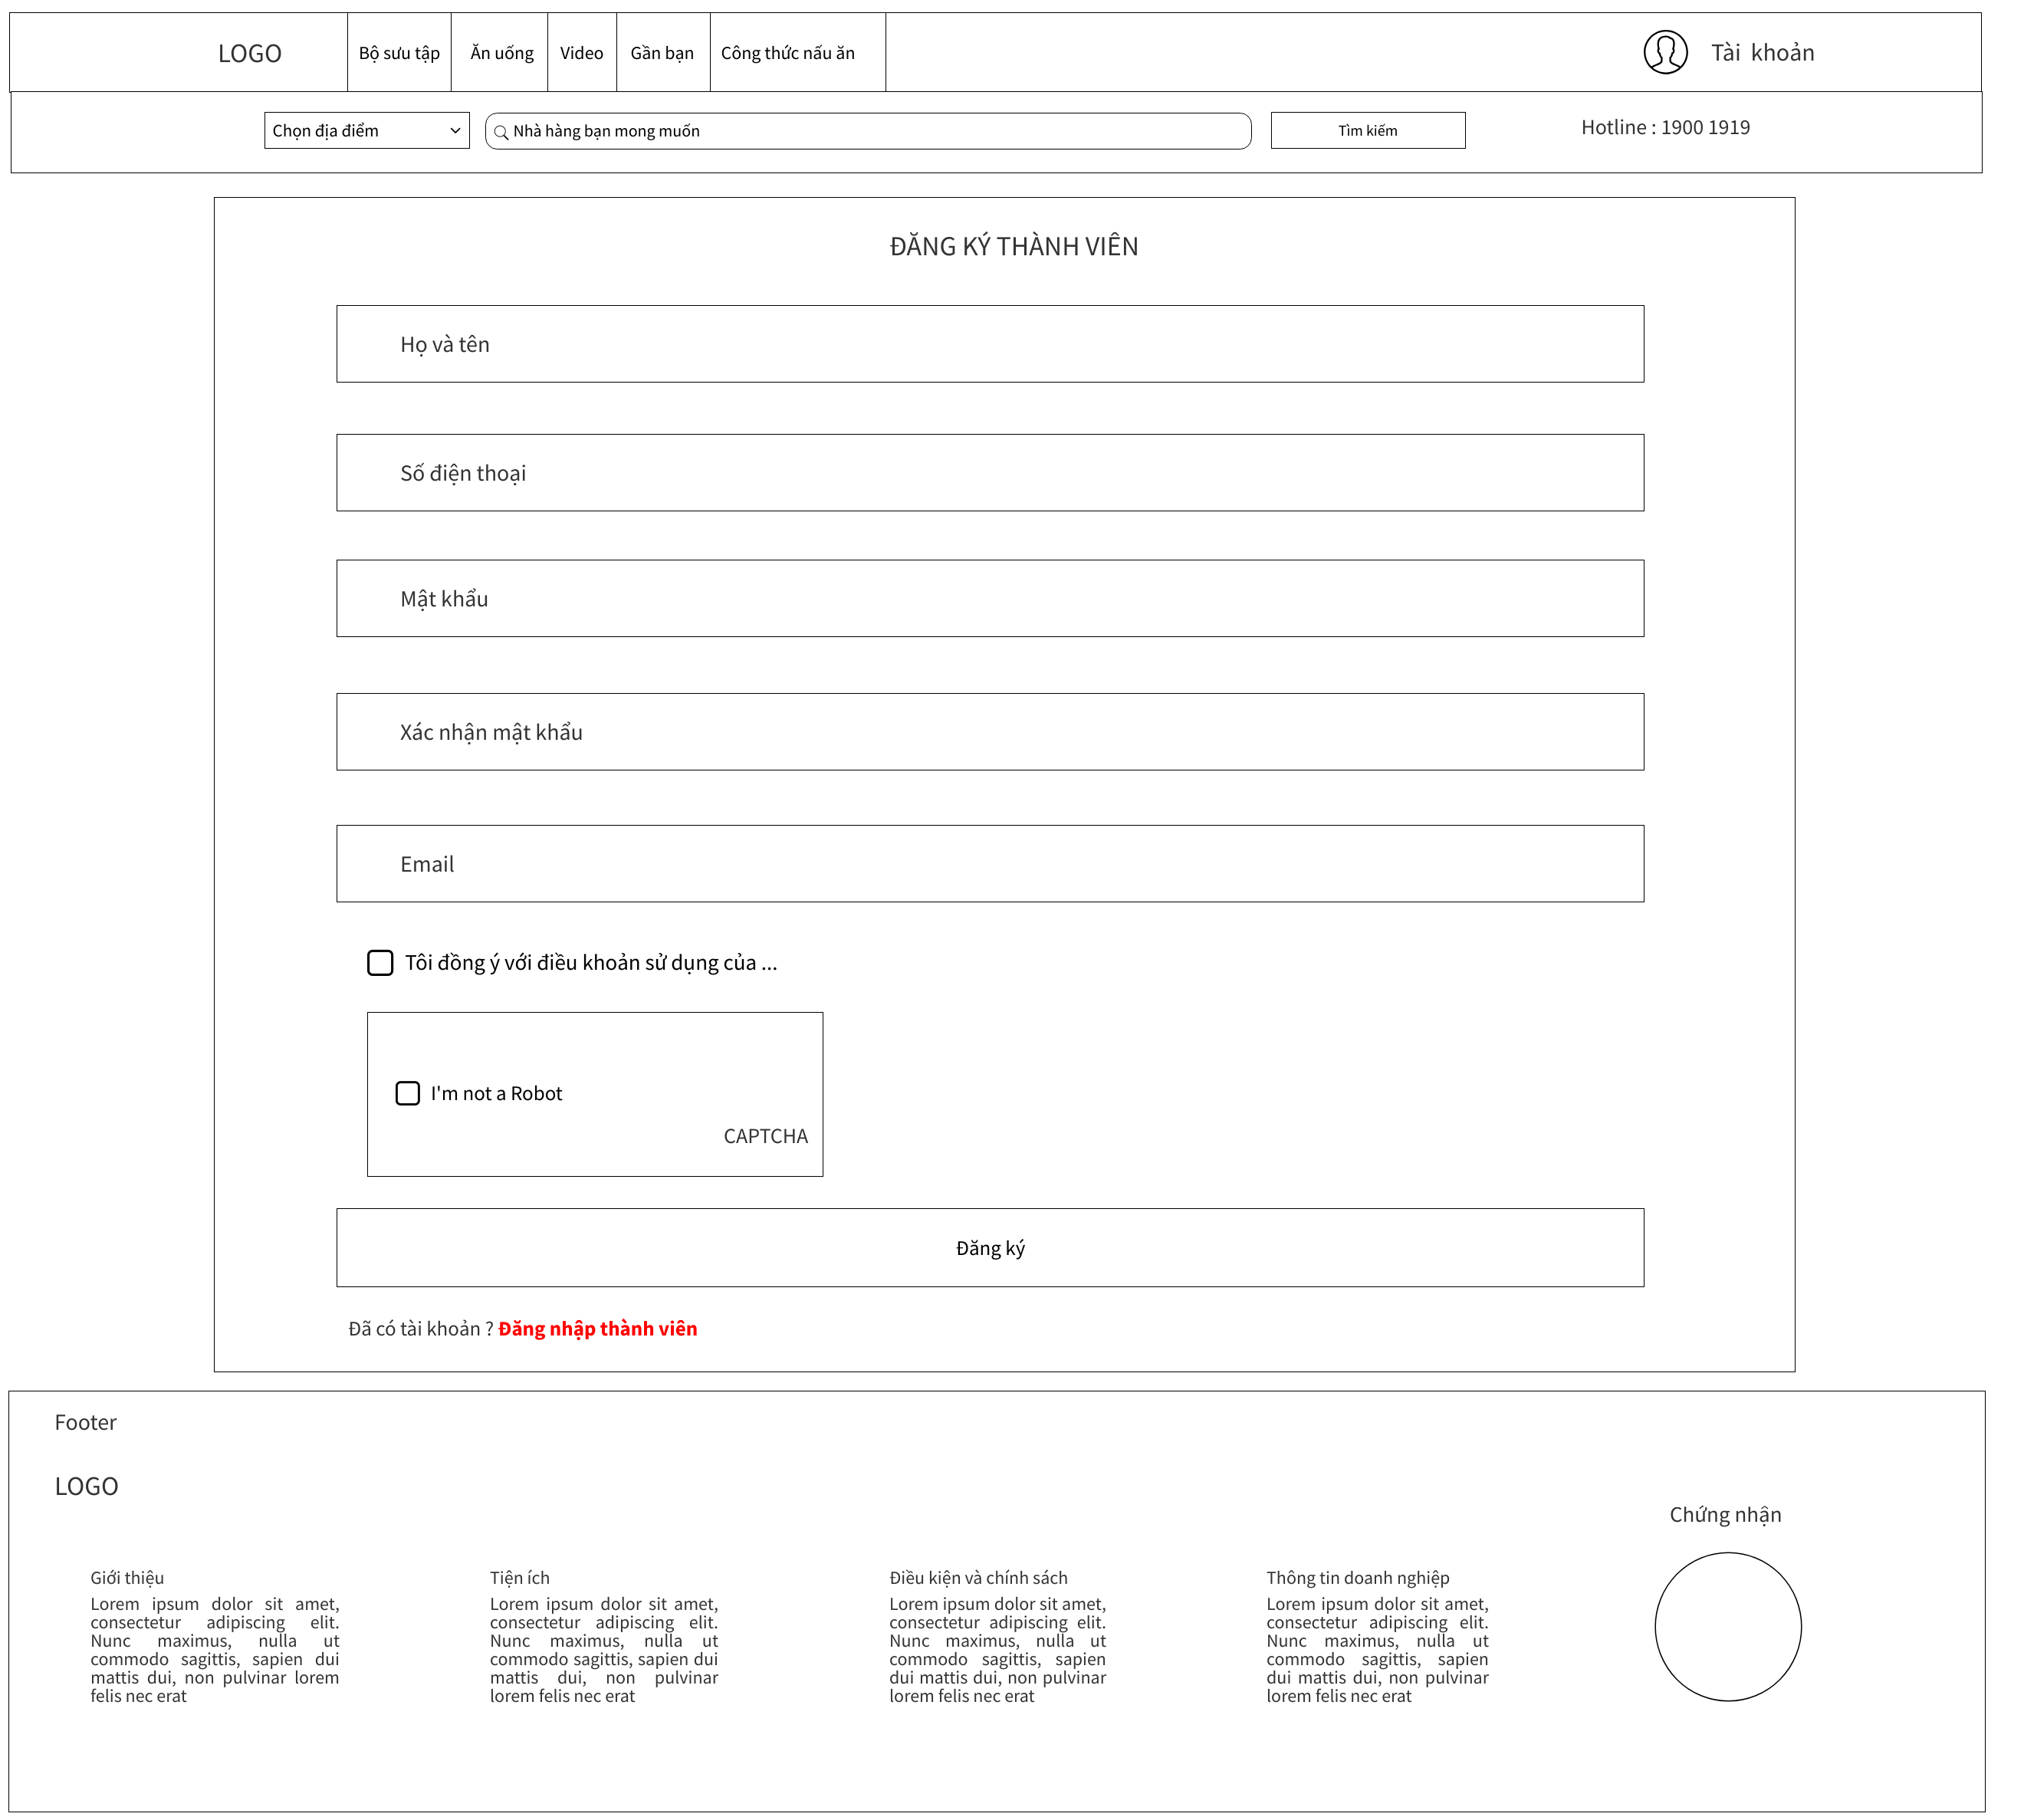 LOGO
Bộ sưu tập
Ăn uống
Video
Gần bạn
Công thức nấu ăn
Tài khoản
Chọn địa điểm
Nhà hàng bạn mong muốn
Tìm kiếm
Hotline : 1900 1919
ĐĂNG KÝ THÀNH VIÊN
Họ và tên
Số điện thoại
Mật khẩu
Xác nhận mật khẩu
Email
Tôi đồng ý với điều khoản sử dụng của ...
I'm not a Robot
CAPTCHA
Đăng ký
Đã có tài khoản ? Đăng nhập thành viên
Footer
LOGO
Chứng nhận
Giới thiệu
Lorem ipsum dolor sit amet,
consectetur adipiscing elit.
Nunc maximus, nulla ut
commodo sagittis, sapien dui
mattis dui, non pulvinar lorem
felis nec erat
Tiện ích
Lorem ipsum dolor sit amet,
consectetur adipiscing elit.
Nunc maximus, nulla ut
commodo sagittis, sapien dui
mattis dui, non pulvinar
lorem felis nec erat
Điều kiện và chính sách
Lorem ipsum dolor sit amet,
consectetur adipiscing elit.
Nunc maximus, nulla ut
commodo sagittis, sapien
dui mattis dui, non pulvinar
lorem felis nec erat
Thông tin doanh nghiệp
Lorem ipsum dolor sit amet,
consectetur adipiscing elit.
Nunc maximus, nulla ut
commodo sagittis, sapien
dui mattis dui, non pulvinar
lorem felis nec erat